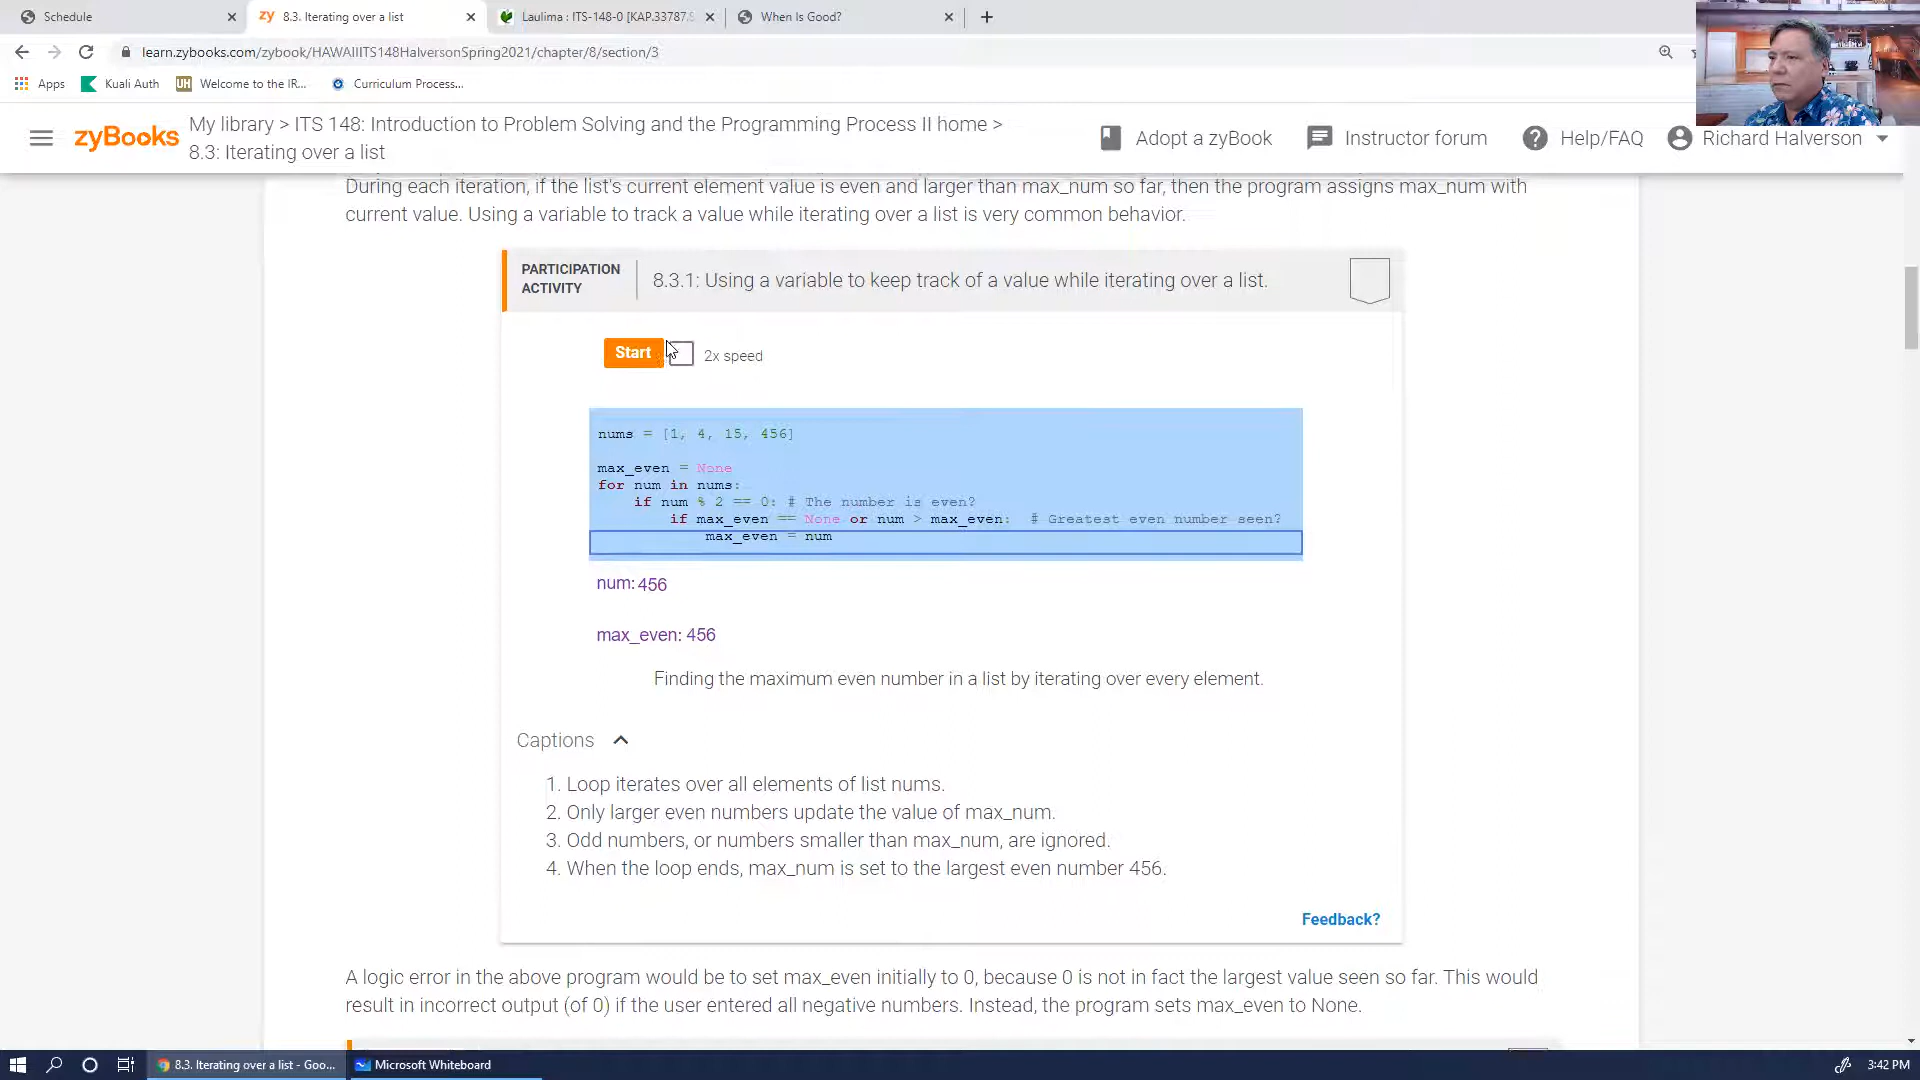 Schedule
zy 8.3. Iterating over a list
Laulima : ITS-148-0 [KAP.33787.
When Is Good?
learn.zybooks.com/zybook/HAWAIIITS148HalversonSpring2021/chapter/8/section/3
Apps
Kuali Auth
UH Welcome to the IR...
Curriculum Process...
zyBooks
My library > ITS 148: Introduction to Problem Solving and the Programming Process II home >
8.3: Iterating over a list
Adopt a zyBook
Instructor forum
Help/FAQ
Richard Halverson
During each iteration, if the list's current element value is even and larger than max_num so far, then the program assigns max_num with
current value. Using a variable to track a value while iterating over a list is very common behavior.
PARTICIPATION
ACTIVITY
8.3.1: Using a variable to keep track of a value while iterating over a list.
Start
2x speed
nums = [1, 4, 15, 456]
max_even = None
for num in nums:
if num % 2 == 0: # The number is even?
if max_even == None or num > max_even: # Greatest even number seen?
max_even = num
num: 456
max_even: 456
Finding the maximum even number in a list by iterating over every element.
Captions
1. Loop iterates over all elements of list nums.
2. Only larger even numbers update the value of max_num.
3. Odd numbers, or numbers smaller than max_num, are ignored.
4. When the loop ends, max_num is set to the largest even number 456.
Feedback?
A logic error in the above program would be to set max_even initially to 0, because 0 is not in fact the largest value seen so far. This would
result in incorrect output (of 0) if the user entered all negative numbers. Instead, the program sets max_even to None.
8.3. Iterating over a list - Goo...
Microsoft Whiteboard
3:42 PM